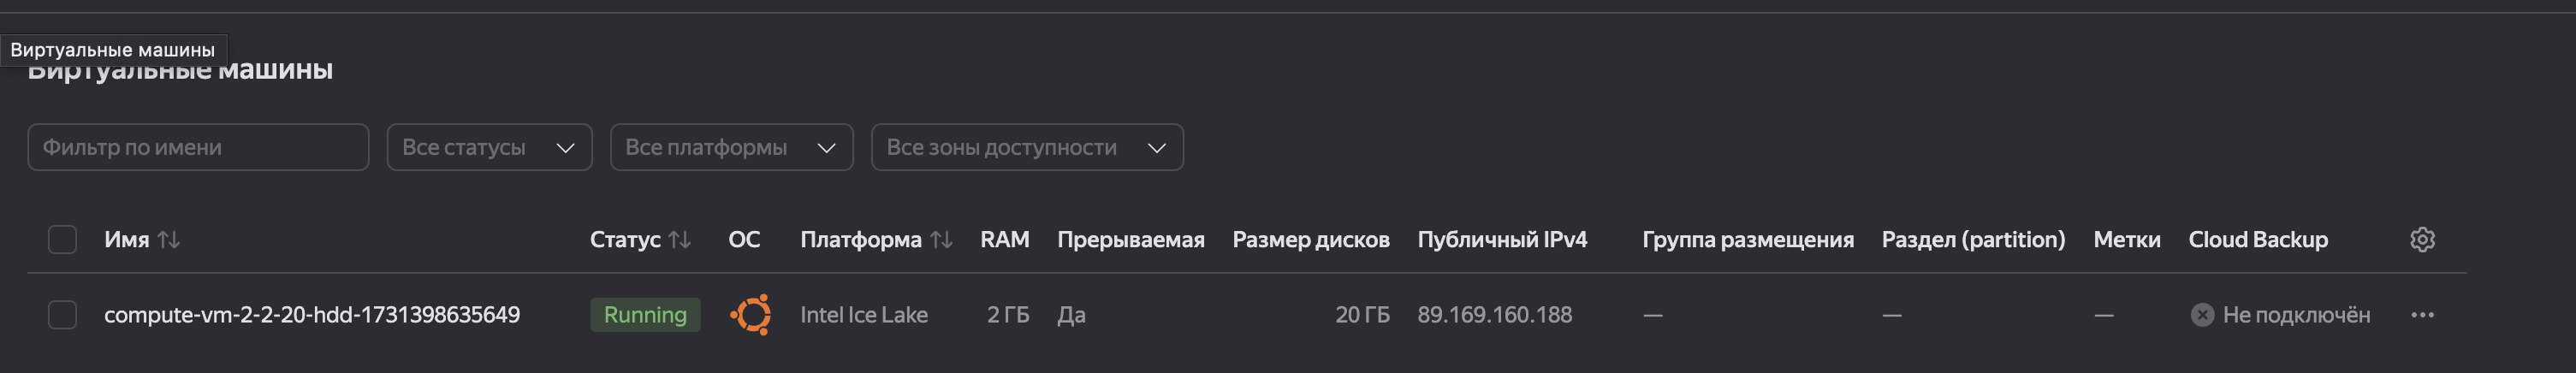 Виртуальные машины
Виртуальные машины
Фильтр по имени Все статусы Все платформы Все зоны доступности
Имя Статус ОС Платформа RAM Прерываемая Размер дисков Публичный IPv4 Группа размещения Раздел (partition) Метки Cloud Backup
compute-vm-2-2-20-hdd-1731398635649 Running Intel Ice Lake 2 ГБ Да 20 ГБ 89.169.160.188 — — — Не подключён